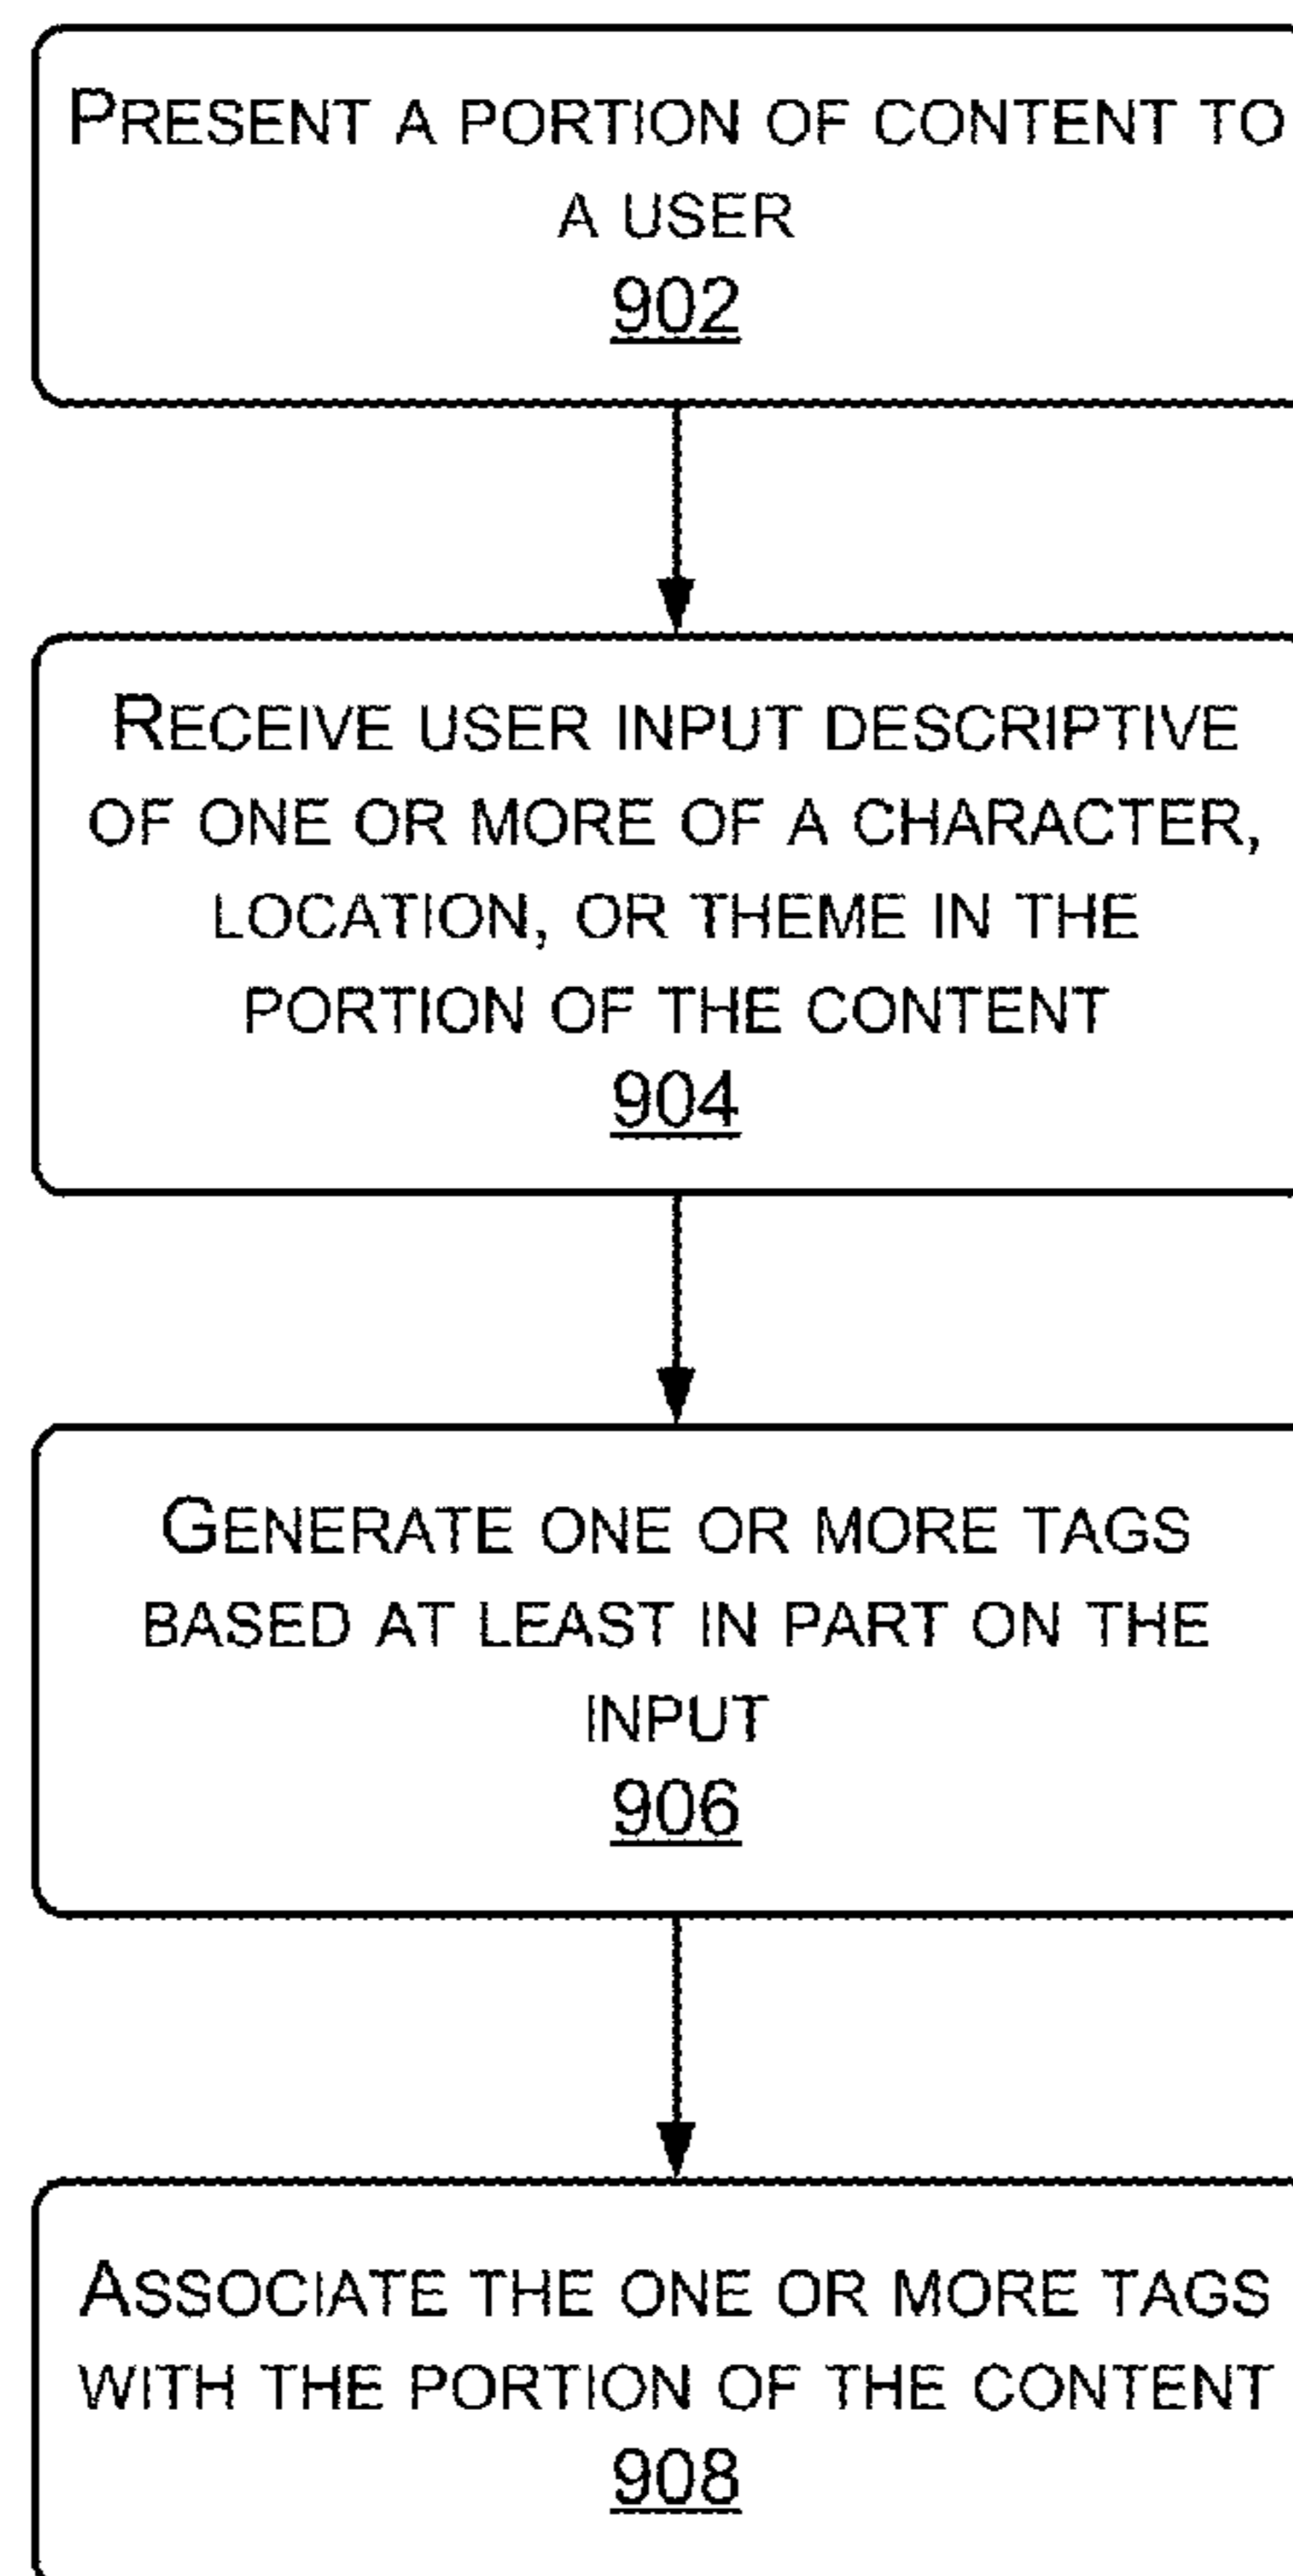 PRESENT A PORTION OF CONTENT TO
A USER
902
RECEIVE USER INPUT DESCRIPTIVE
OF ONE OR MORE OF A CHARACTER,
LOCATION, OR THEME IN THE
PORTION OF THE CONTENT
904
GENERATE ONE OR MORE TAGS
BASED AT LEAST IN PART ON THE
INPUT
906
ASSOCIATE THE ONE OR MORE TAGS
WITH THE PORTION OF THE CONTENT
908